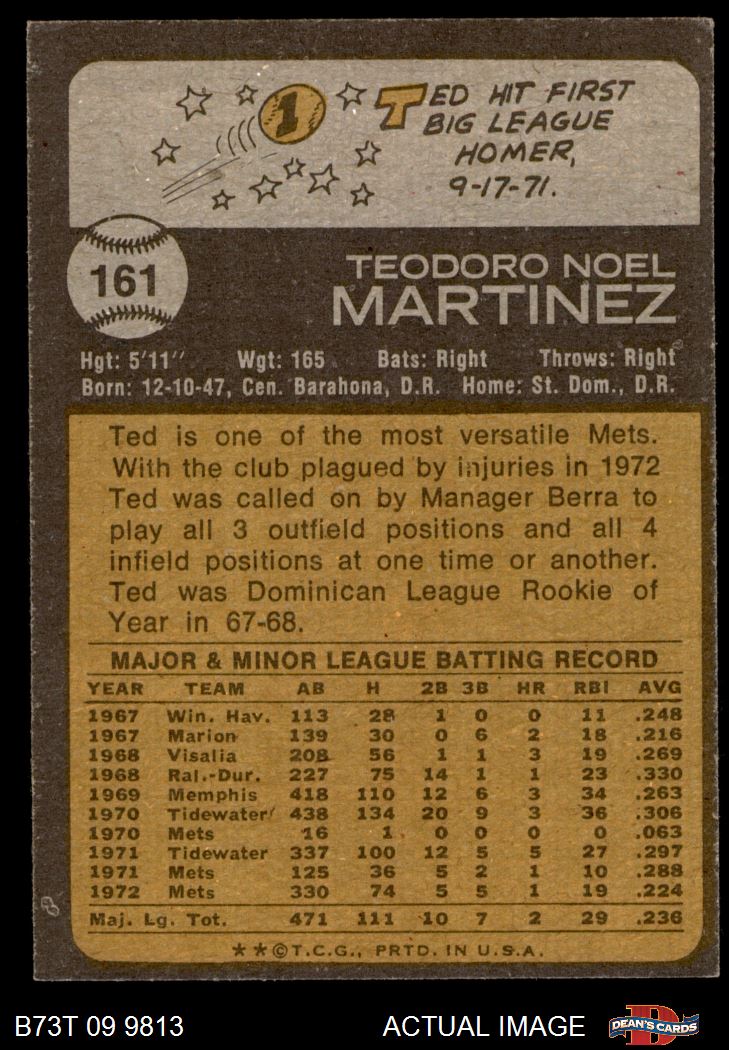 1
TED HIT FIRST
BIG LEAGUE
HOMER,
9-17-71.
161
TEODORO NOEL
MARTINEZ
Hgt: 5'11" Wgt: 165 Bats: Right Throws: Right
Born: 12-10-47, Cen. Barahona, D.R. Home: St. Dom., D.R.
Ted is one of the most versatile Mets.
With the club plagued by injuries in 1972
Ted was called on by Manager Berra to
play all 3 outfield positions and all 4
infield positions at one time or another.
Ted was Dominican League Rookie of
Year in 67-68.
MAJOR & MINOR LEAGUE BATTING RECORD
YEAR TEAM AB H 2B 3B HR RBI AVG
1967 Win. Hav. 113 28 1 0 0 11 .248
1967 Marion 139 30 0 6 2 18 .216
1968 Visalia 208 56 1 1 3 19 .269
1968 Ral.-Dur. 227 75 14 1 1 23 .330
1969 Memphis 418 110 12 6 3 34 .263
1970 Tidewater 438 134 20 9 3 36 .306
1970 Mets 16 1 0 0 0 0 .063
1971 Tidewater 337 100 12 5 5 27 .297
1971 Mets 125 36 5 2 1 10 .288
1972 Mets 330 74 5 5 1 19 .224
Maj. Lg. Tot. 471 111 10 7 2 29 .236
**©T.C.G., PRTD. IN U.S.A.
B73T 09 9813 ACTUAL IMAGE DEAN'S CARDS